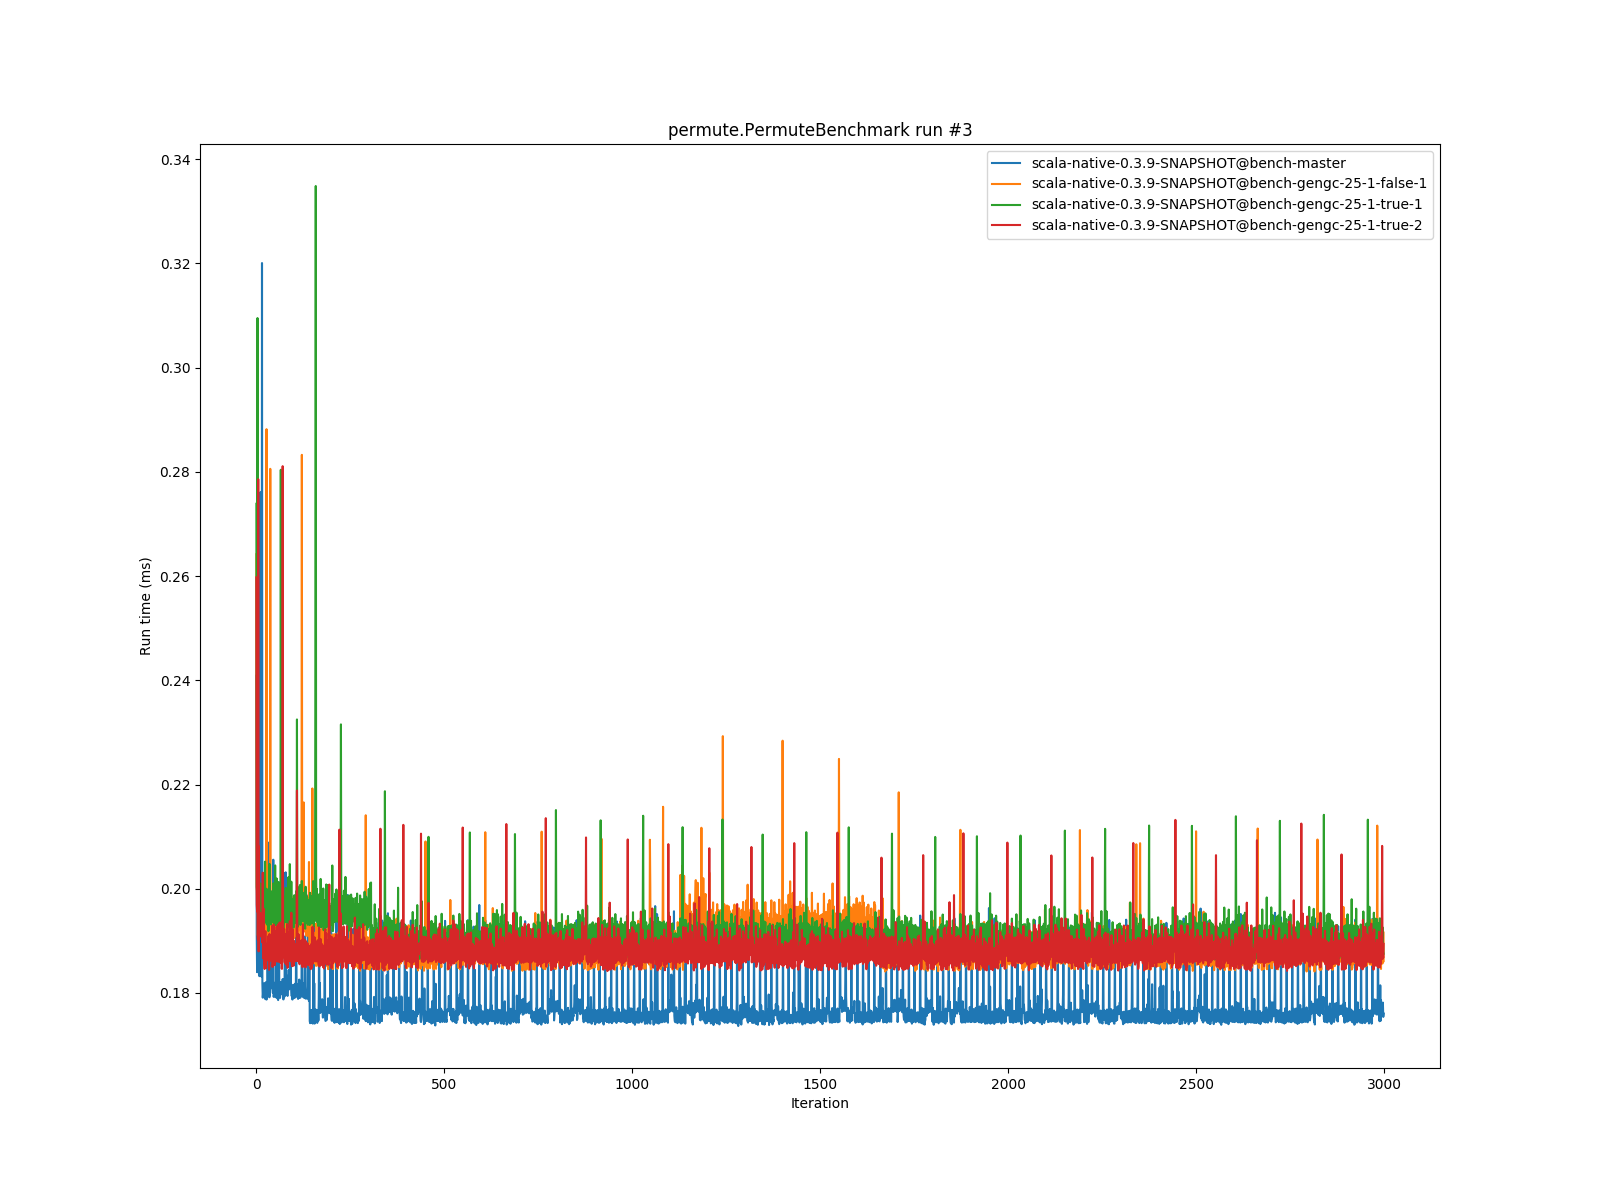 permute.PermuteBenchmark run #3
scala-native-0.3.9-SNAPSHOT@bench-master
scala-native-0.3.9-SNAPSHOT@bench-gengc-25-1-false-1
scala-native-0.3.9-SNAPSHOT@bench-gengc-25-1-true-1
scala-native-0.3.9-SNAPSHOT@bench-gengc-25-1-true-2
Run time (ms)
0.34
0.32
0.30
0.28
0.26
0.24
0.22
0.20
0.18
0 500 1000 1500 2000 2500 3000
Iteration